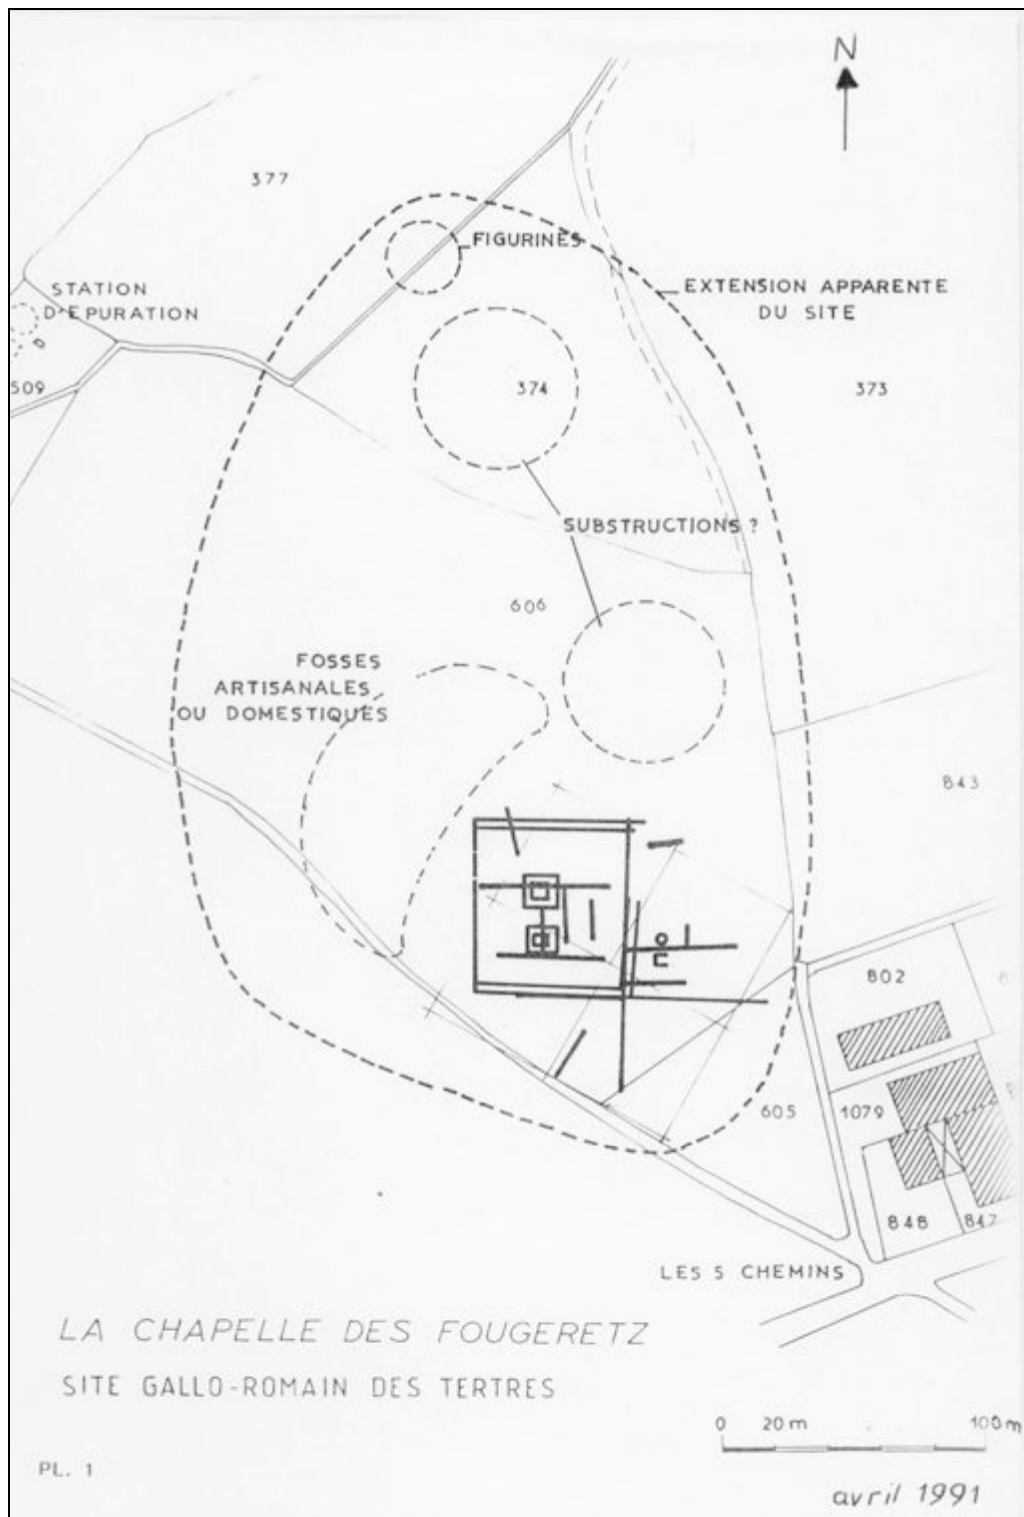 N
377
FIGURINES
STATION
D'EPURATION
EXTENSION APPARENTE
DU SITE
509
374
373
SUBSTRUCTIONS ?
606
FOSSES
ARTISANALES
OU DOMESTIQUES
843
802
605
1079
848
847
LES 5 CHEMINS
LA CHAPELLE DES FOUGERETZ
SITE GALLO-ROMAIN DES TERTRES
0 20 m 100 m
PL. 1
avril 1991